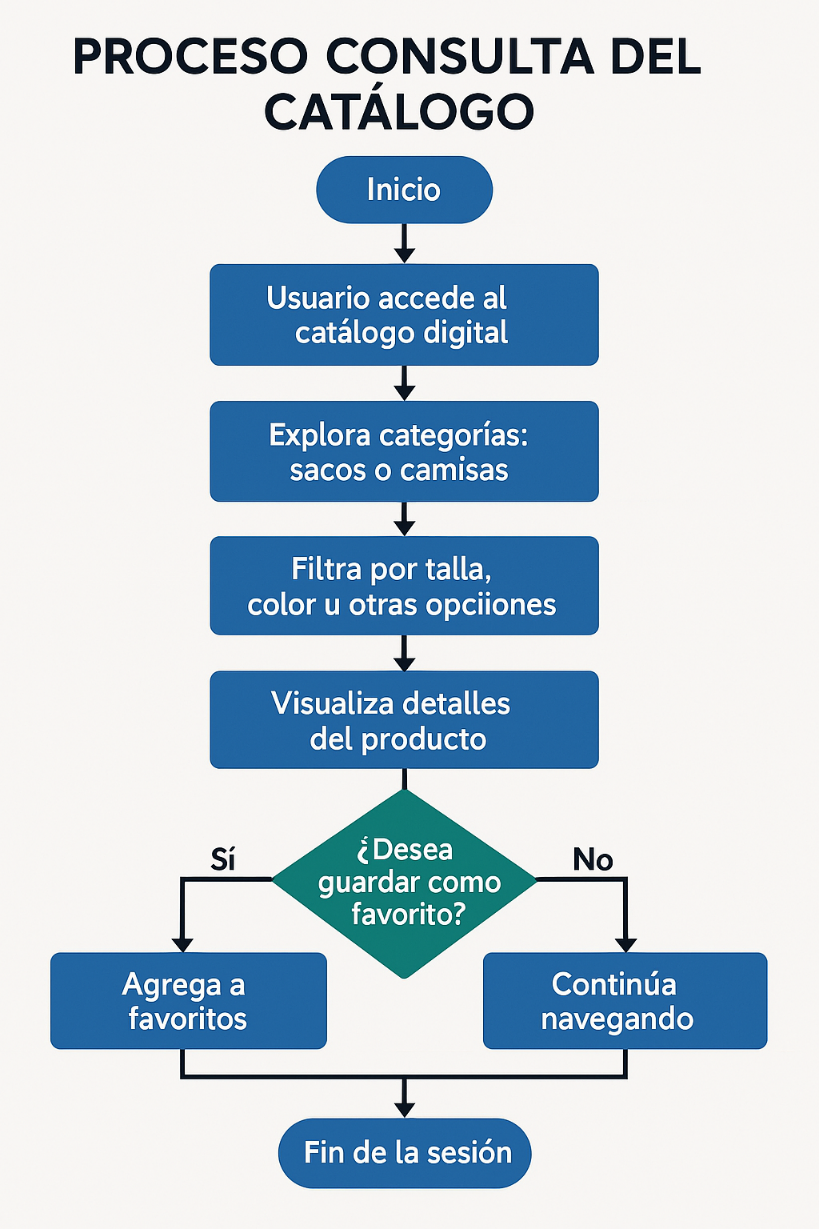 PROCESO CONSULTA DEL
CATÁLOGO
Inicio
Usuario accede al
catálogo digital
Explora categorías:
sacos o camisas
Filtra por talla,
color u otras opciiones
Visualiza detalles
del producto
¿Desea
guardar como
favorito?
Sí
No
Agrega a
favoritos
Continúa
navegando
Fin de la sesión